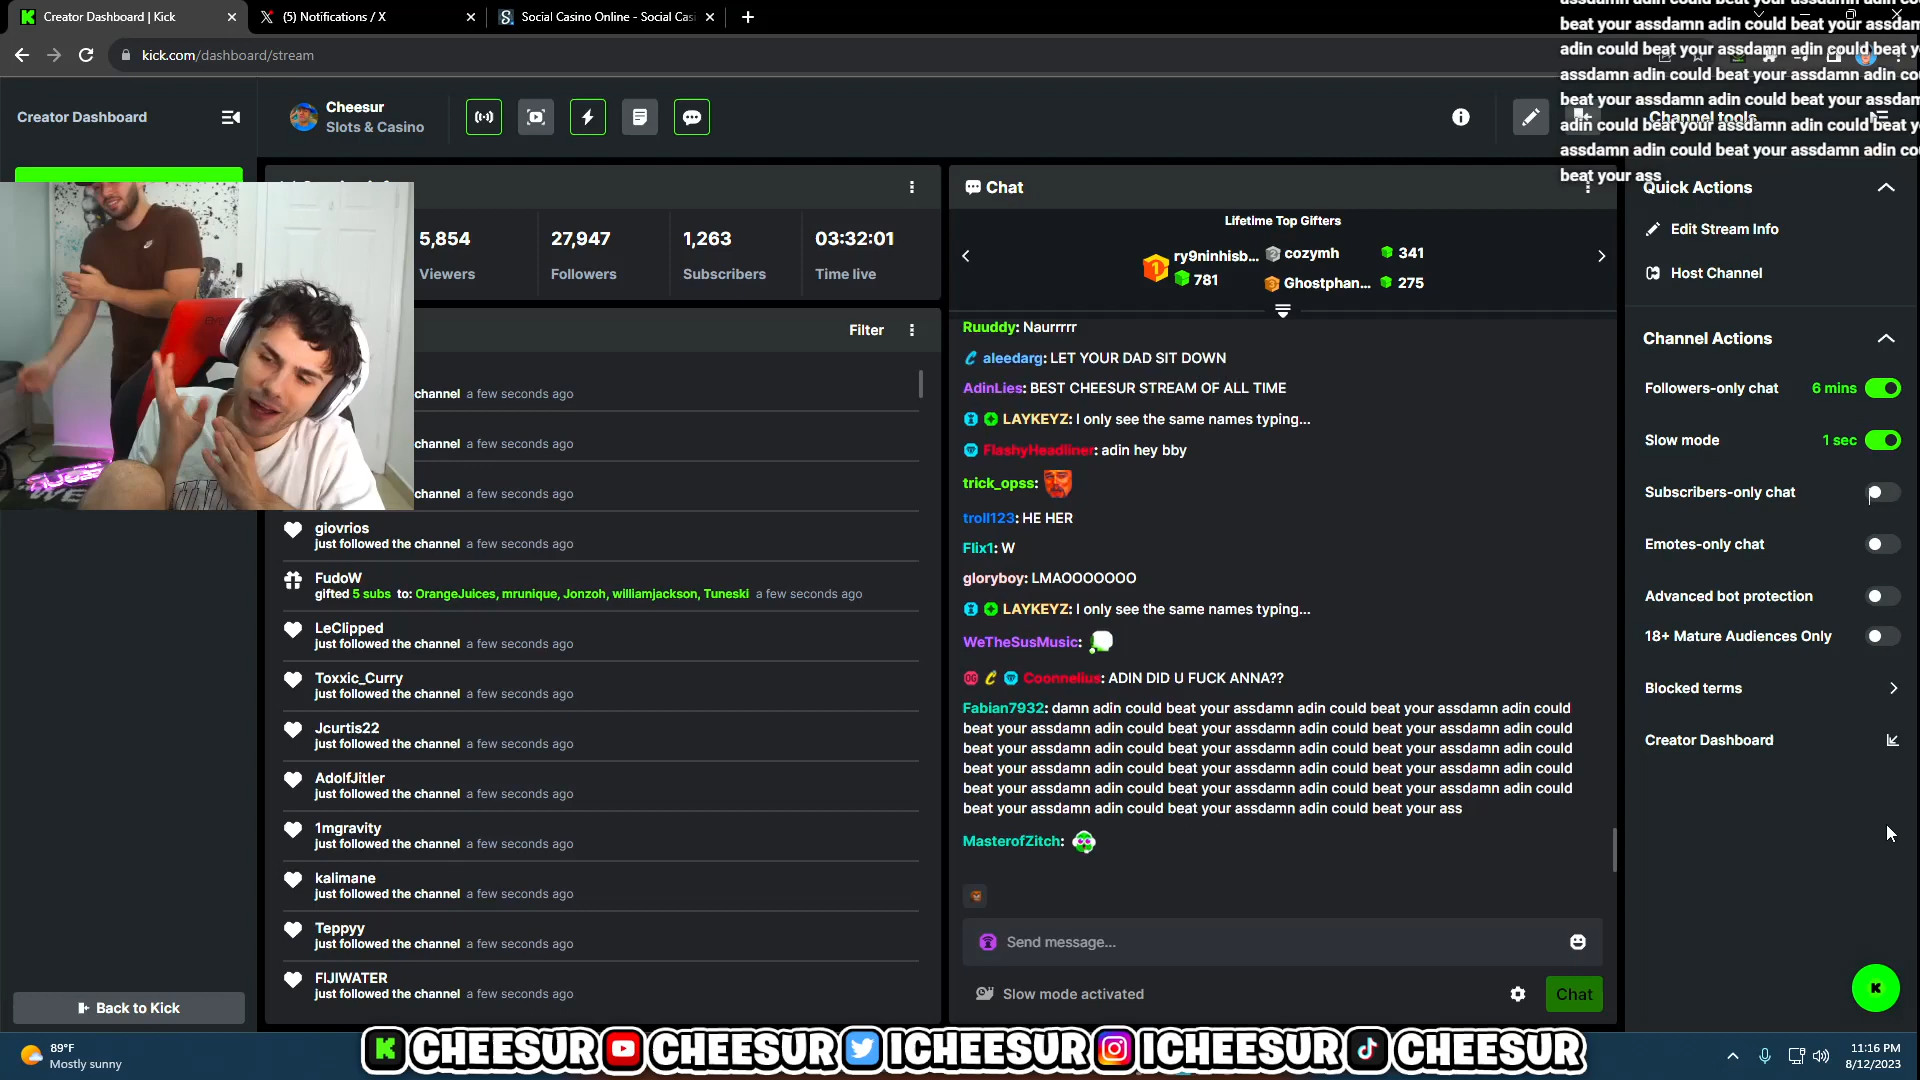 Creator Dashboard | Kick
(5) Notifications / X
Social Casino Online - Social Cas
kick.com/dashboard/stream
beat your assdamn adin could beat your assdamn
adin could beat your assdamn adin could beat y
assdamn adin could beat your assdamn adin co
beat your assdamn adin could beat your assdamn
adin could beat your assdamn adin could beat y
assdamn adin could beat your assdamn adin co
beat your ass
Creator Dashboard
Cheesur
Slots & Casino
Channel tools
5,854
Viewers
27,947
Followers
1,263
Subscribers
03:32:01
Time live
Filter
channel a few seconds ago
channel a few seconds ago
channel a few seconds ago
giovrios
just followed the channel a few seconds ago
FudoW
gifted 5 subs to: OrangeJuices, mrunique, Jonzoh, williamjackson, Tuneski a few seconds ago
LeClipped
just followed the channel a few seconds ago
Toxxic_Curry
just followed the channel a few seconds ago
Jcurtis22
just followed the channel a few seconds ago
AdolfJitler
just followed the channel a few seconds ago
1mgravity
just followed the channel a few seconds ago
kalimane
just followed the channel a few seconds ago
Teppyy
just followed the channel a few seconds ago
FIJIWATER
just followed the channel a few seconds ago
Back to Kick
Chat
Lifetime Top Gifters
ry9ninhisb...
781
cozymh 341
Ghostphan... 275
Ruuddy: Naurrrrr
aleedarg: LET YOUR DAD SIT DOWN
AdinLies: BEST CHEESUR STREAM OF ALL TIME
LAYKEYZ: I only see the same names typing...
FlashyHeadliner: adin hey bby
trick_opss:
troll123: HE HER
Flix1: W
gloryboy: LMAOOOOOOO
LAYKEYZ: I only see the same names typing...
WeTheSusMusic:
OG Coonnelius: ADIN DID U FUCK ANNA??
Fabian7932: damn adin could beat your assdamn adin could beat your assdamn adin could
beat your assdamn adin could beat your assdamn adin could beat your assdamn adin could
beat your assdamn adin could beat your assdamn adin could beat your assdamn adin could
beat your assdamn adin could beat your assdamn adin could beat your assdamn adin could
beat your assdamn adin could beat your assdamn adin could beat your assdamn adin could
beat your assdamn adin could beat your assdamn adin could beat your ass
MasterofZitch:
Send message...
Slow mode activated
Chat
Quick Actions
Edit Stream Info
Host Channel
Channel Actions
Followers-only chat 6 mins
Slow mode 1 sec
Subscribers-only chat
Emotes-only chat
Advanced bot protection
18+ Mature Audiences Only
Blocked terms
Creator Dashboard
CHEESUR CHEESUR ICHEESUR ICHEESUR CHEESUR
89°F
Mostly sunny
11:16 PM
8/12/2023